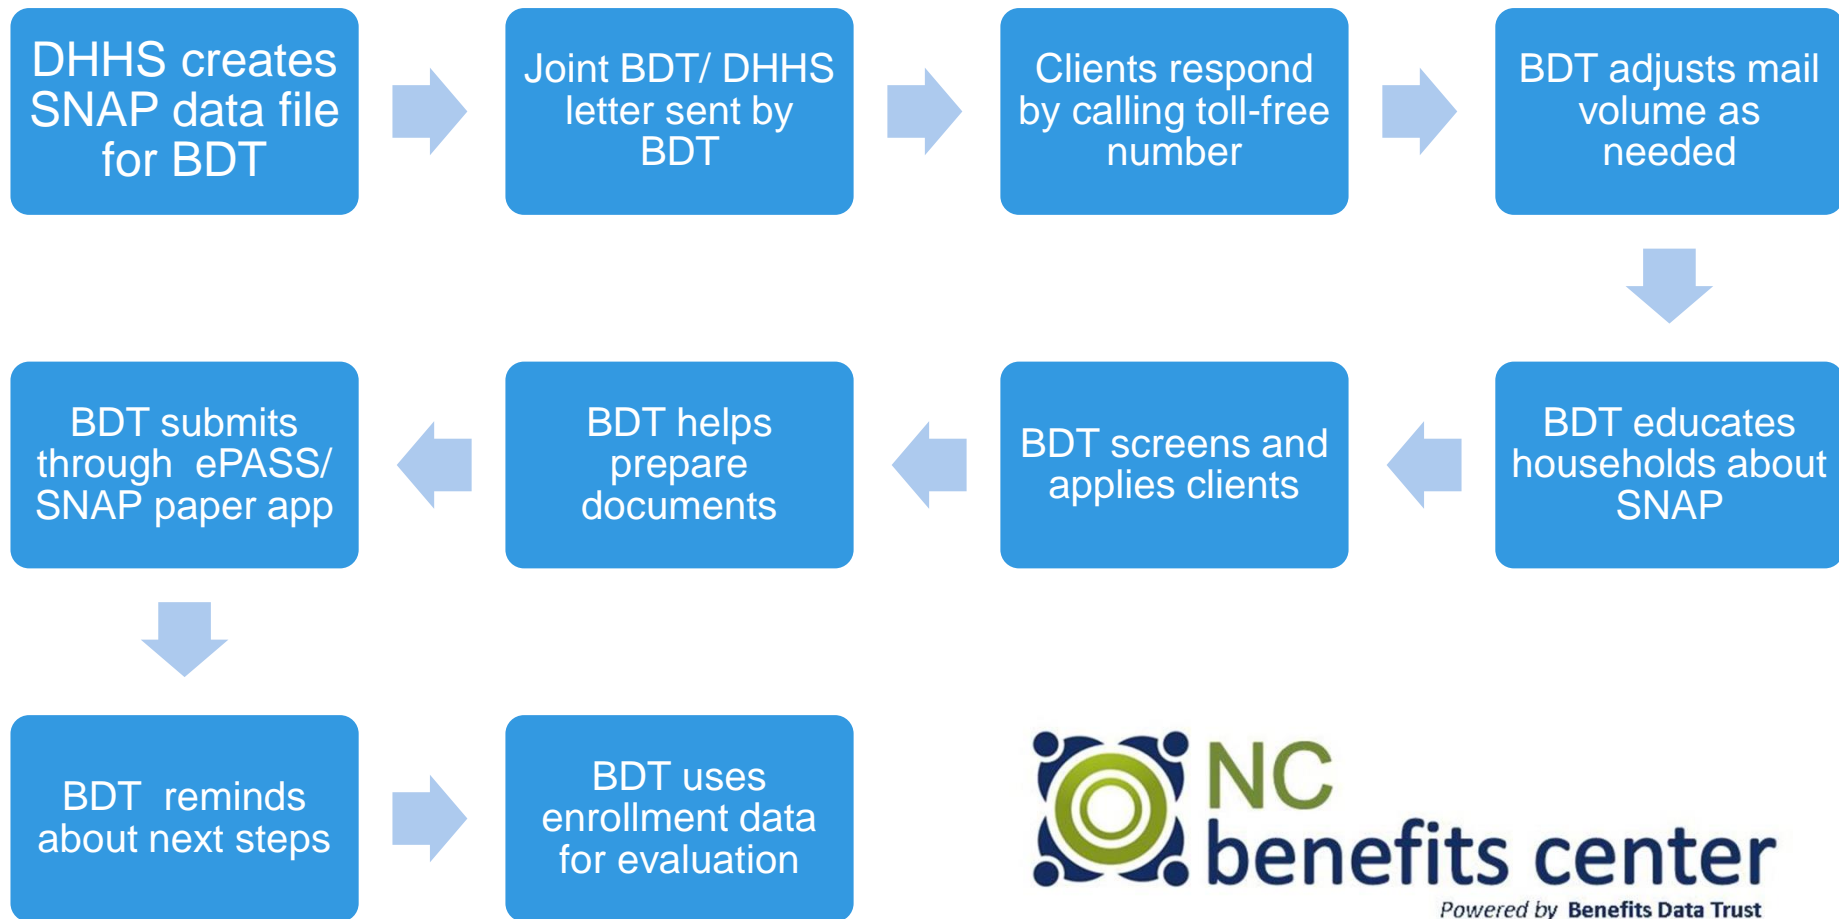 DHHS creates
SNAP data file
for BDT
Joint BDT/ DHHS
letter sent by
BDT
Clients respond
by calling toll-free
number
BDT adjusts mail
volume as
needed
BDT educates
households about
SNAP
BDT screens and
applies clients
BDT helps
prepare
documents
BDT submits
through ePASS/
SNAP paper app
BDT reminds
about next steps
BDT uses
enrollment data
for evaluation
NC
benefits center
Powered by Benefits Data Trust